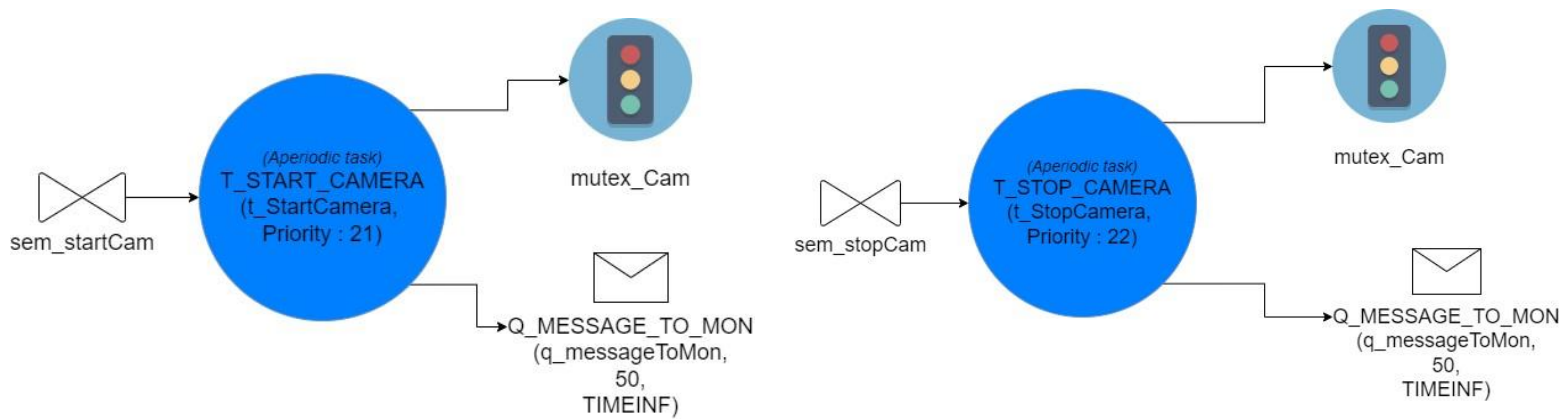 sem_startCam
(Aperiodic task)
T_START_CAMERA
(t_StartCamera,
Priority : 21)
mutex_Cam
Q_MESSAGE_TO_MON
(q_messageToMon,
50,
TIMEINF)
sem_stopCam
(Aperiodic task)
T_STOP_CAMERA
(t_StopCamera,
Priority : 22)
mutex_Cam
Q_MESSAGE_TO_MON
(q_messageToMon,
50,
TIMEINF)